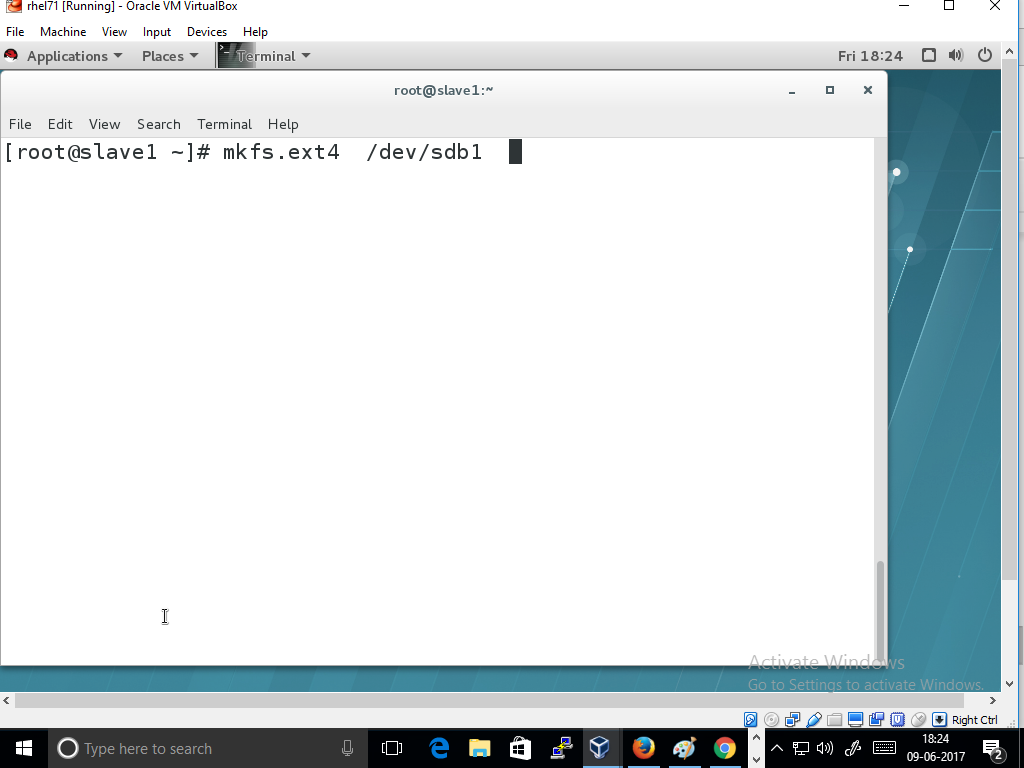 rhel71 [Running] - Oracle VM VirtualBox
File Machine View Input Devices Help
Applications Places Terminal Fri 18:24
root@slave1:~
File Edit View Search Terminal Help
[root@slave1 ~]# mkfs.ext4  /dev/sdb1
Activate Windows
Go to Settings to activate Windows.
Right Ctrl
Type here to search
18:24
09-06-2017
2